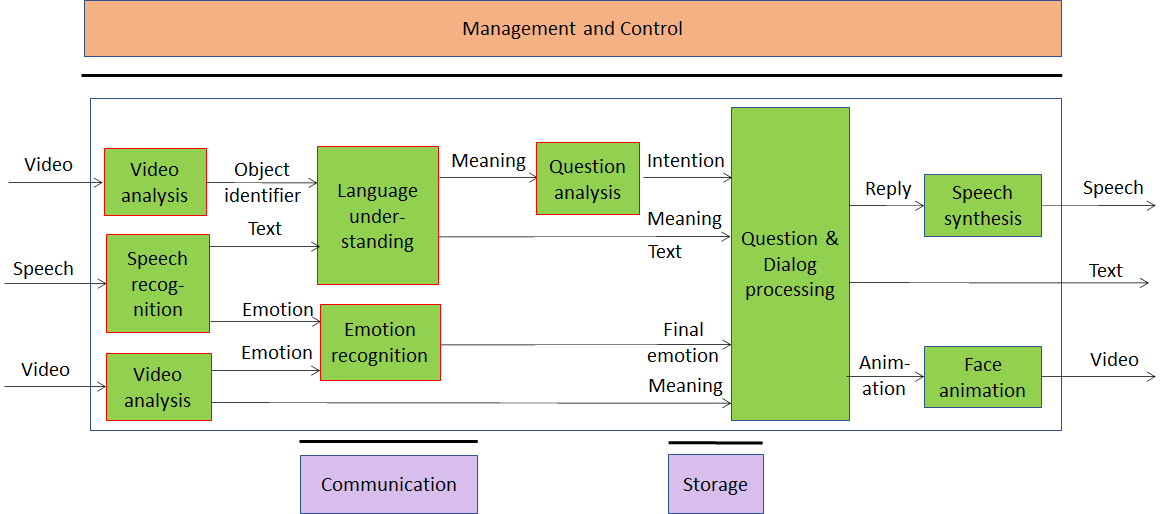 Management and Control
Video
Video
analysis
Object
identifier
Text
Language
under-
standing
Meaning
Question
analysis
Intention
Meaning
Text
Question &
Dialog
processing
Reply
Speech
synthesis
Speech
Speech
Speech
recog-
nition
Text
Emotion
Emotion
Emotion
recognition
Final
emotion
Meaning
Video
Video
analysis
Anim-
ation
Face
animation
Video
Communication
Storage